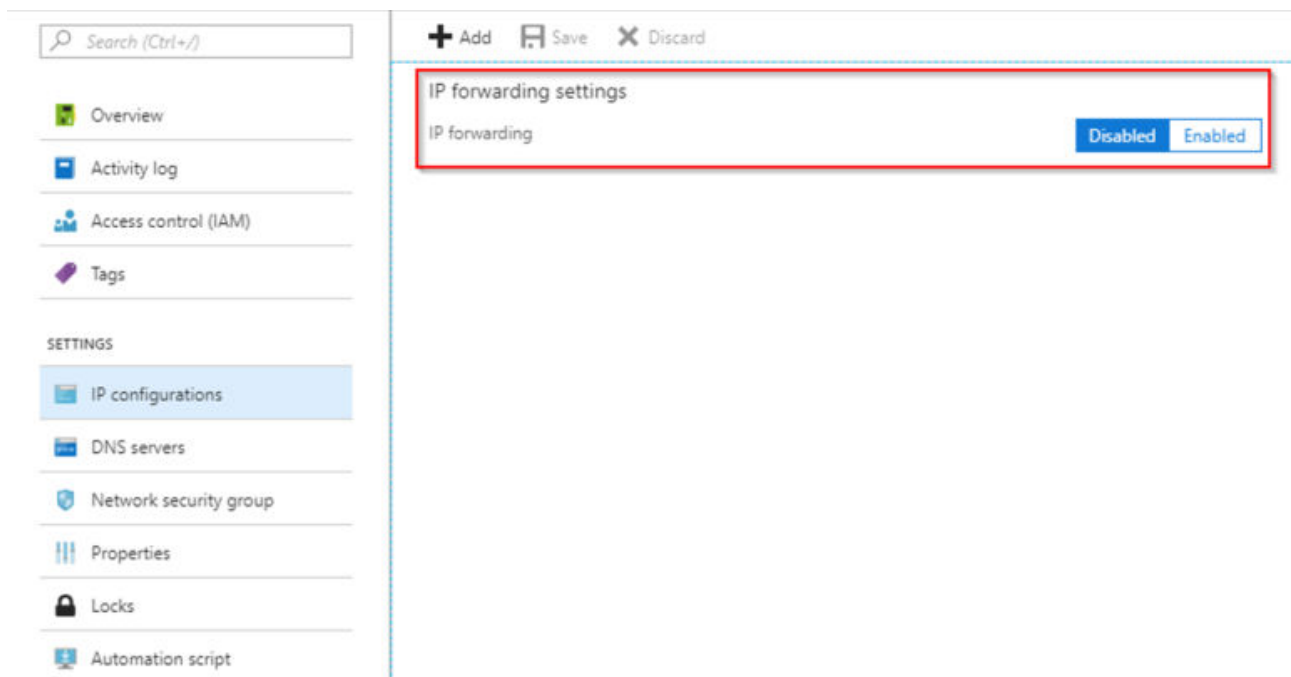 Search (Ctrl+/)
Overview
Activity log
Access control (IAM)
Tags
SETTINGS
IP configurations
DNS servers
Network security group
Properties
Locks
Automation script
Add Save Discard
IP forwarding settings
IP forwarding Disabled Enabled